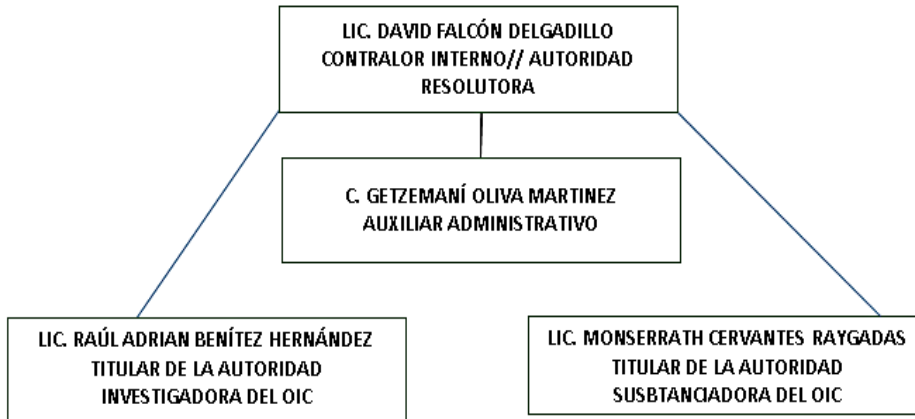 LIC. DAVID FALCÓN DELGADILLO
CONTRALOR INTERNO// AUTORIDAD
RESOLUTORA
C. GETZEMANÍ OLIVA MARTINEZ
AUXILIAR ADMINISTRATIVO
LIC. RAÚL ADRIAN BENÍTEZ HERNÁNDEZ
TITULAR DE LA AUTORIDAD
INVESTIGADORA DEL OIC
LIC. MONSERRATH CERVANTES RAYGADAS
TITULAR DE LA AUTORIDAD
SUSBTANCIADORA DEL OIC